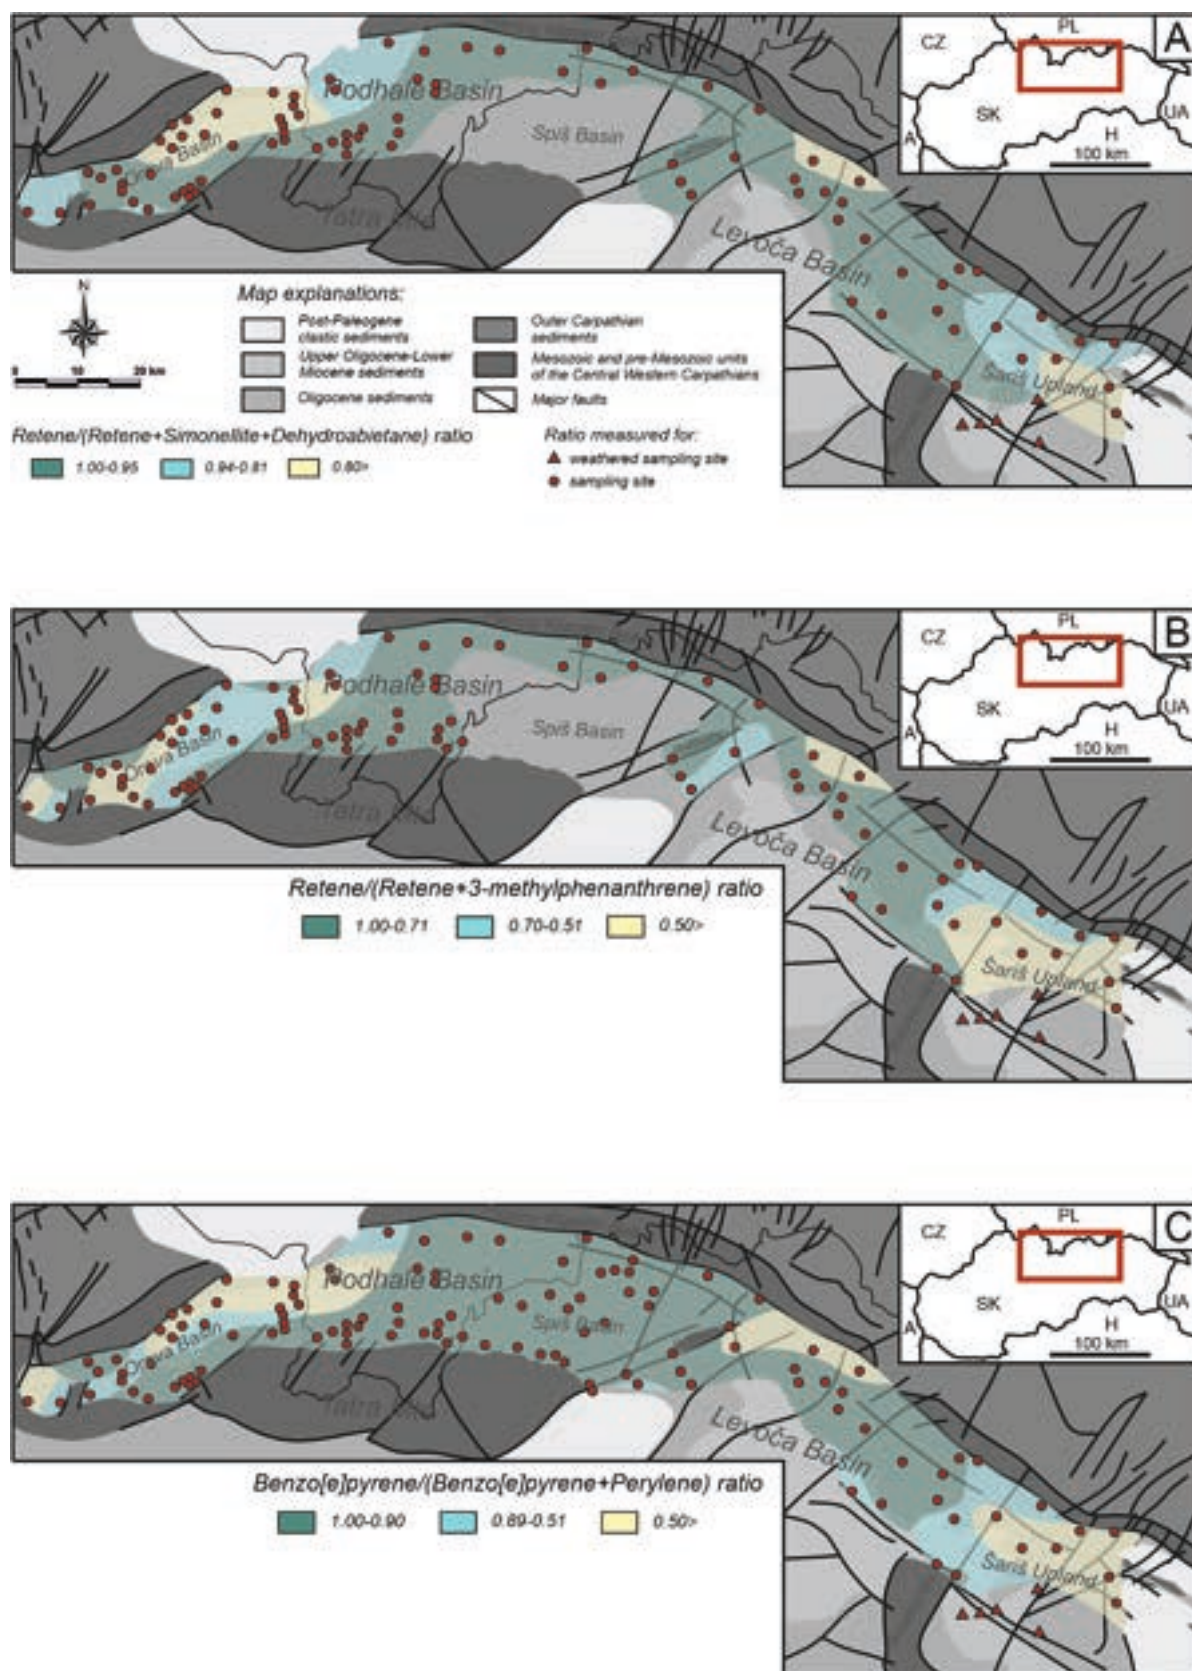 A
PL
CZ
SK
UA
A
H
100 km
Podhale Basin
Orava Basin
Spiš Basin
Tatra Mts
Levoča Basin
Šariš Upland
N
0 10 20 km
Map explanations:
Post-Paleogene
clastic sediments
Upper Oligocene-Lower
Miocene sediments
Oligocene sediments
Outer Carpathian
sediments
Mesozoic and pre-Mesozoic units
of the Central Western Carpathians
Major faults
Retene/(Retene+Simonellite+Dehydroabietane) ratio
1.00-0.95 0.94-0.81 0.80>
Ratio measured for:
weathered sampling site
sampling site
B
PL
CZ
SK
UA
A
H
100 km
Podhale Basin
Orava Basin
Spiš Basin
Tatra Mts
Levoča Basin
Šariš Upland
Retene/(Retene+3-methylphenanthrene) ratio
1.00-0.71 0.70-0.51 0.50>
C
PL
CZ
SK
UA
A
H
100 km
Podhale Basin
Orava Basin
Spiš Basin
Tatra Mts
Levoča Basin
Šariš Upland
Benzo[e]pyrene/(Benzo[e]pyrene+Perylene) ratio
1.00-0.90 0.89-0.51 0.50>